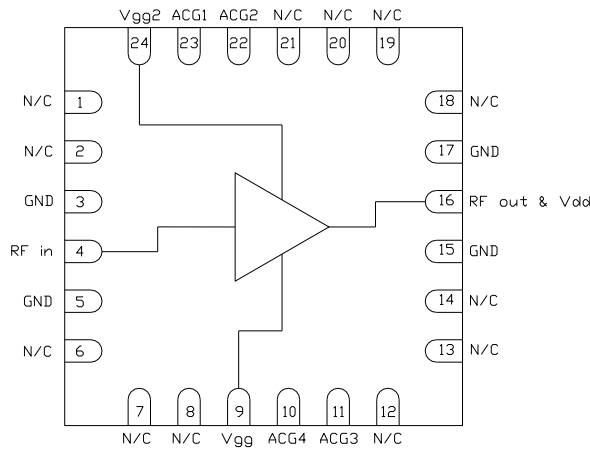 Vgg2 ACG1 ACG2 N/C N/C N/C
24 23 22 21 20 19
N/C 1 18 N/C
N/C 2 17 GND
GND 3 16 RF out & Vdd
RF in 4 15 GND
GND 5 14 N/C
N/C 6 13 N/C
7 8 9 10 11 12
N/C N/C Vgg ACG4 ACG3 N/C